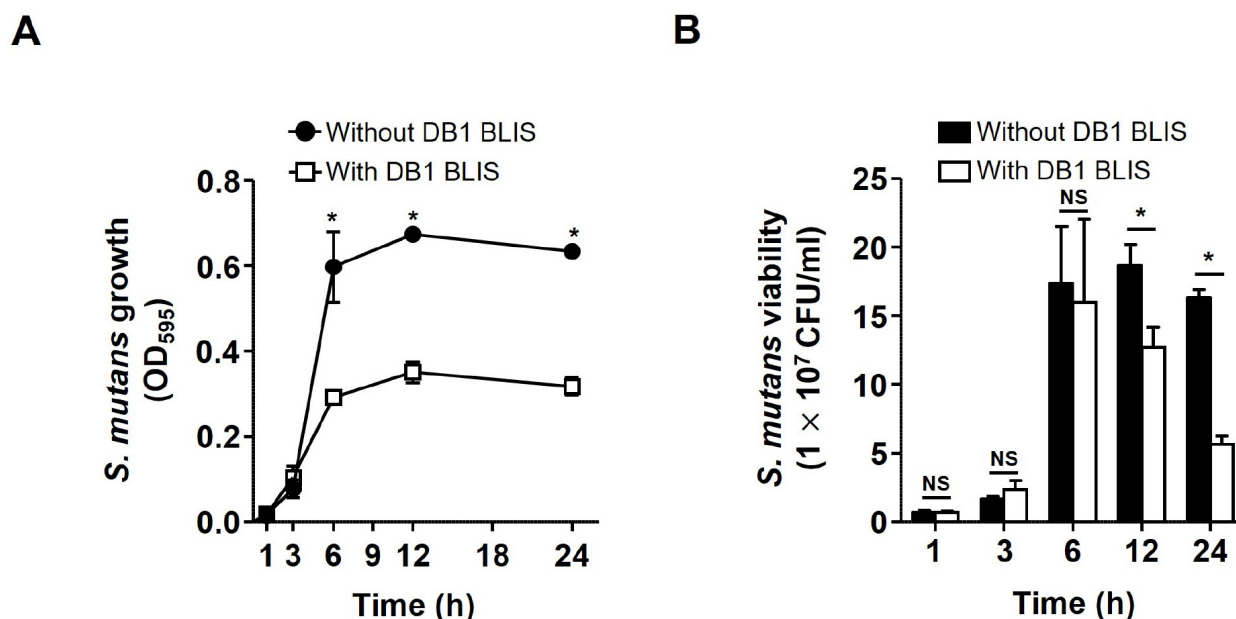 A
Without DB1 BLIS
With DB1 BLIS
S. mutans growth
(OD595)
0.8
0.6
0.4
0.2
0.0
*
*
*
1 3 6 9 12 18 24
Time (h)
B
Without DB1 BLIS
With DB1 BLIS
S. mutans viability
(1 × 10⁷ CFU/ml)
25
20
15
10
5
0
NS
NS
NS
*
*
1 3 6 12 24
Time (h)